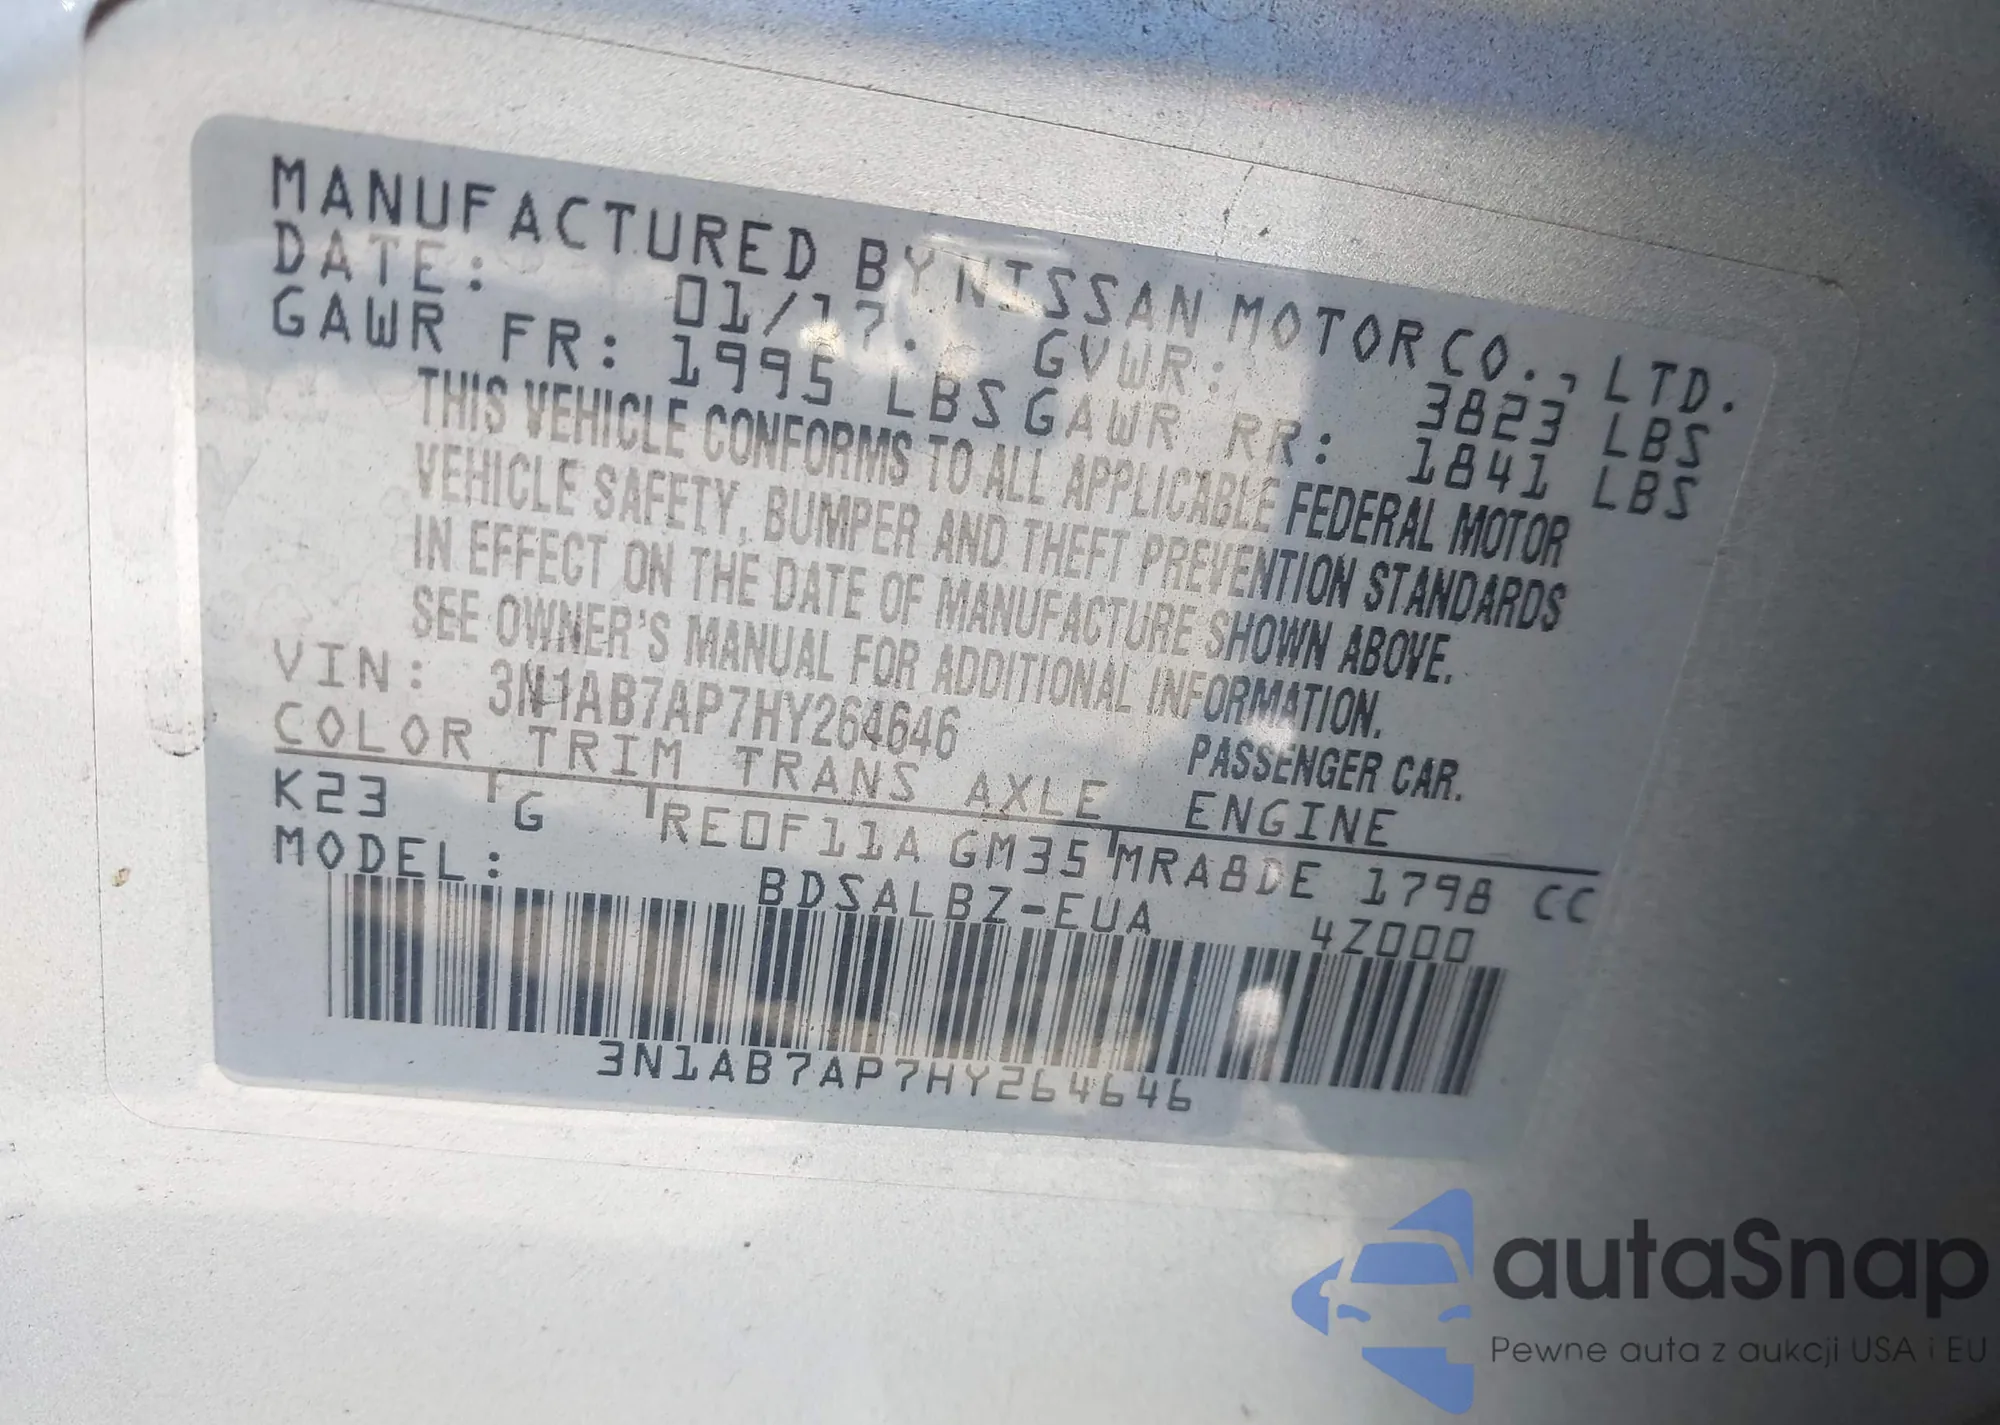 MANUFACTURED BY NISSAN MOTOR CO., LTD.
DATE: 01/17. GVWR: 3823 LBS
GAWR FR: 1995 LBS GAWR RR: 1841 LBS
THIS VEHICLE CONFORMS TO ALL APPLICABLE FEDERAL MOTOR
VEHICLE SAFETY, BUMPER AND THEFT PREVENTION STANDARDS
IN EFFECT ON THE DATE OF MANUFACTURE SHOWN ABOVE.
SEE OWNER'S MANUAL FOR ADDITIONAL INFORMATION.
VIN: 3N1AB7AP7HY264646 PASSENGER CAR.
COLOR TRIM TRANS AXLE ENGINE
K23 G RE0F11A GM35 MRA8DE 1798 CC
MODEL: BDSALBZ-EUA 4Z000
3N1AB7AP7HY264646
autaSnap
Pewne auta z aukcji USA i EU